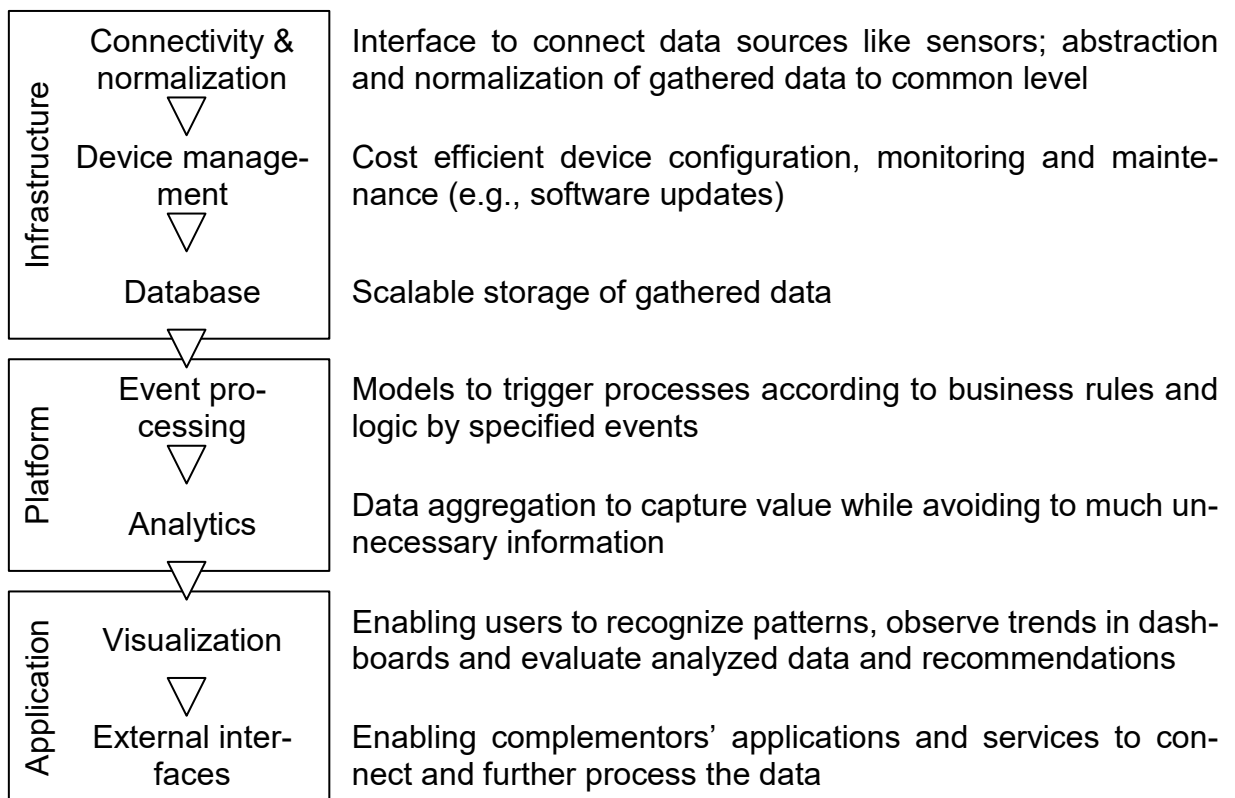 Infrastructure
Connectivity &
normalization
Interface to connect data sources like sensors; abstraction
and normalization of gathered data to common level
Device manage-
ment
Cost efficient device configuration, monitoring and mainte-
nance (e.g., software updates)
Database
Scalable storage of gathered data
Platform
Event pro-
cessing
Models to trigger processes according to business rules and
logic by specified events
Analytics
Data aggregation to capture value while avoiding to much un-
necessary information
Application
Visualization
Enabling users to recognize patterns, observe trends in dash-
boards and evaluate analyzed data and recommendations
External inter-
faces
Enabling complementors’ applications and services to con-
nect and further process the data